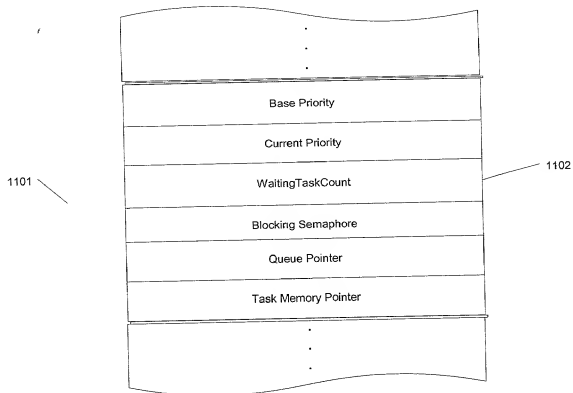 Base Priority
Current Priority
1102
WaitingTaskCount
1101
Blocking Semaphore
Queue Pointer
Task Memory Pointer